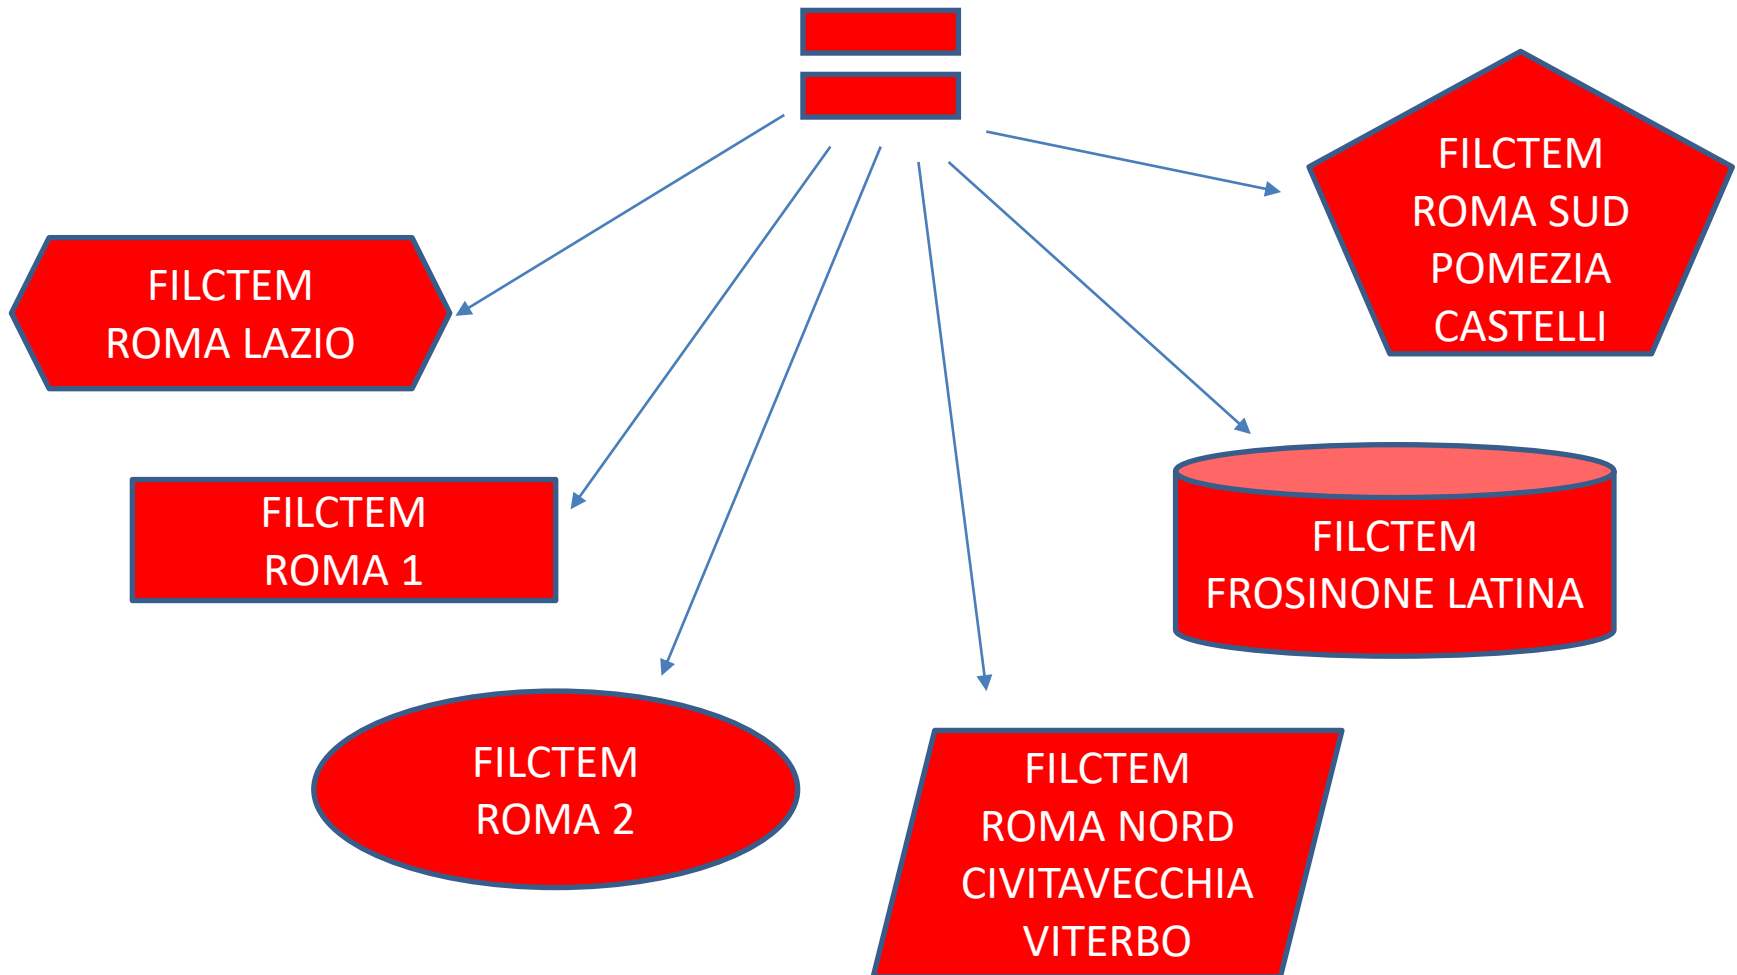 FILCTEM
ROMA SUD
POMEZIA
CASTELLI
FILCTEM
ROMA LAZIO
FILCTEM
ROMA 1
FILCTEM
FROSINONE LATINA
FILCTEM
ROMA 2
FILCTEM
ROMA NORD
CIVITAVECCHIA
VITERBO